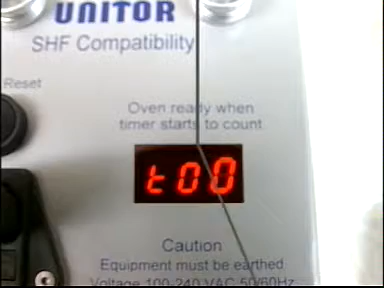 UNITOR
SHF Compatibility
Reset
Oven ready when
timer starts to count
t00
Caution
Equipment must be earthed
Voltage 100-240 VAC 50/60Hz